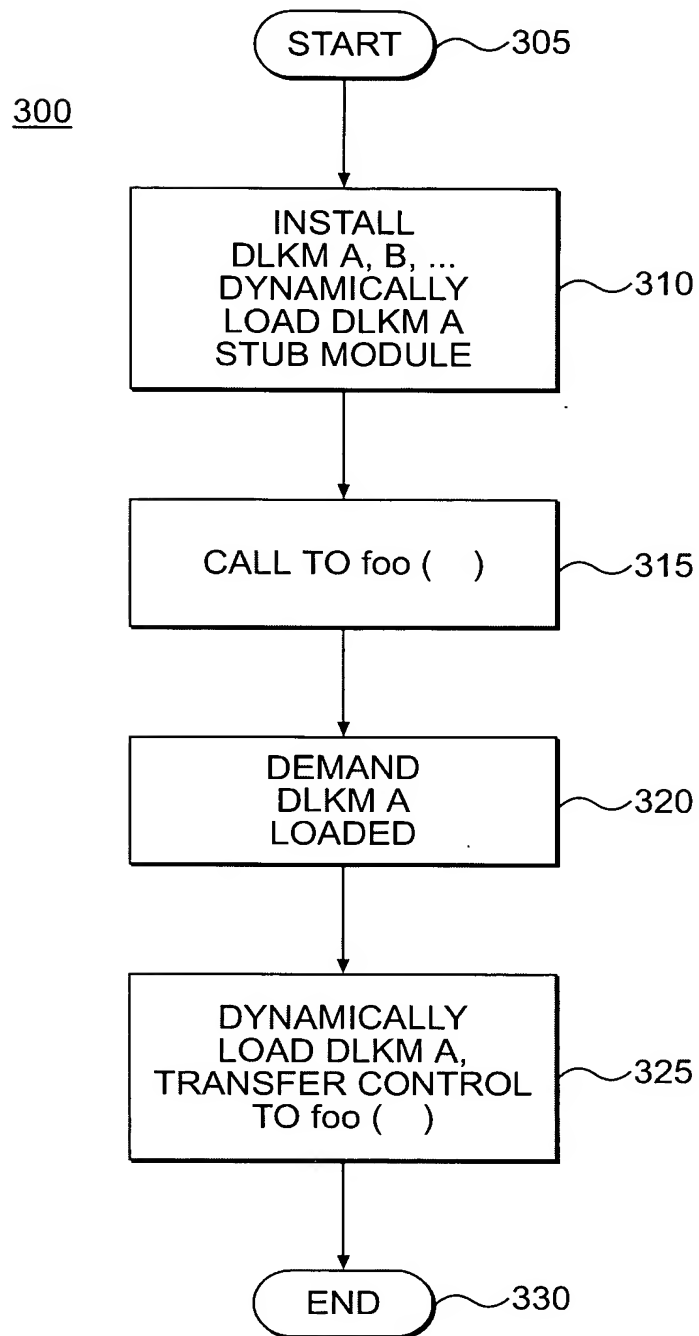 START
305
300
INSTALL
DLKM A, B, ...
DYNAMICALLY
LOAD DLKM A
STUB MODULE
310
CALL TO foo ( )
315
DEMAND
DLKM A
LOADED
320
DYNAMICALLY
LOAD DLKM A,
TRANSFER CONTROL
TO foo ( )
325
END
330